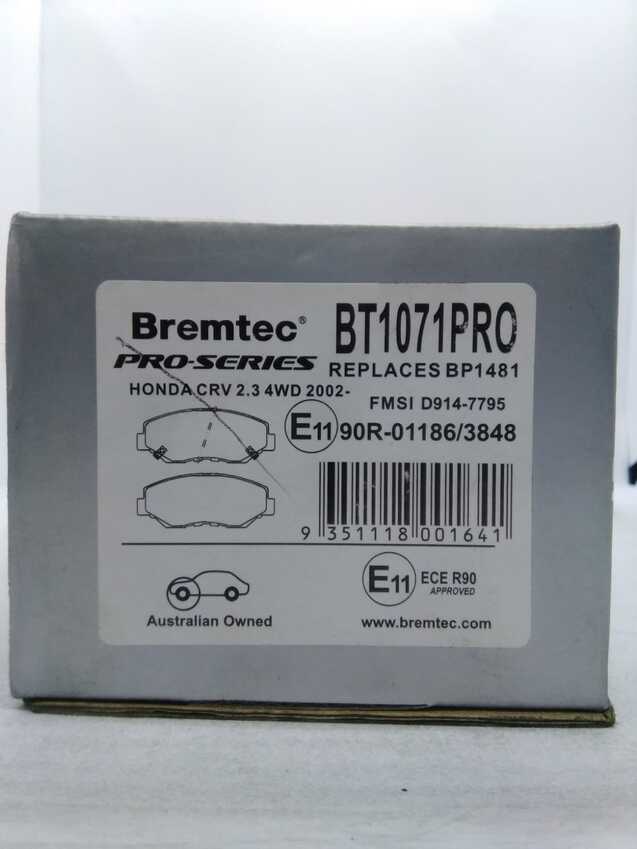 Bremtec®
PRO-SERIES
BT1071PRO
REPLACES BP1481
HONDA CRV 2.3 4WD 2002-
FMSI D914-7795
E11 90R-01186/3848
9 351118 001641
E11 ECE R90
APPROVED
Australian Owned
www.bremtec.com